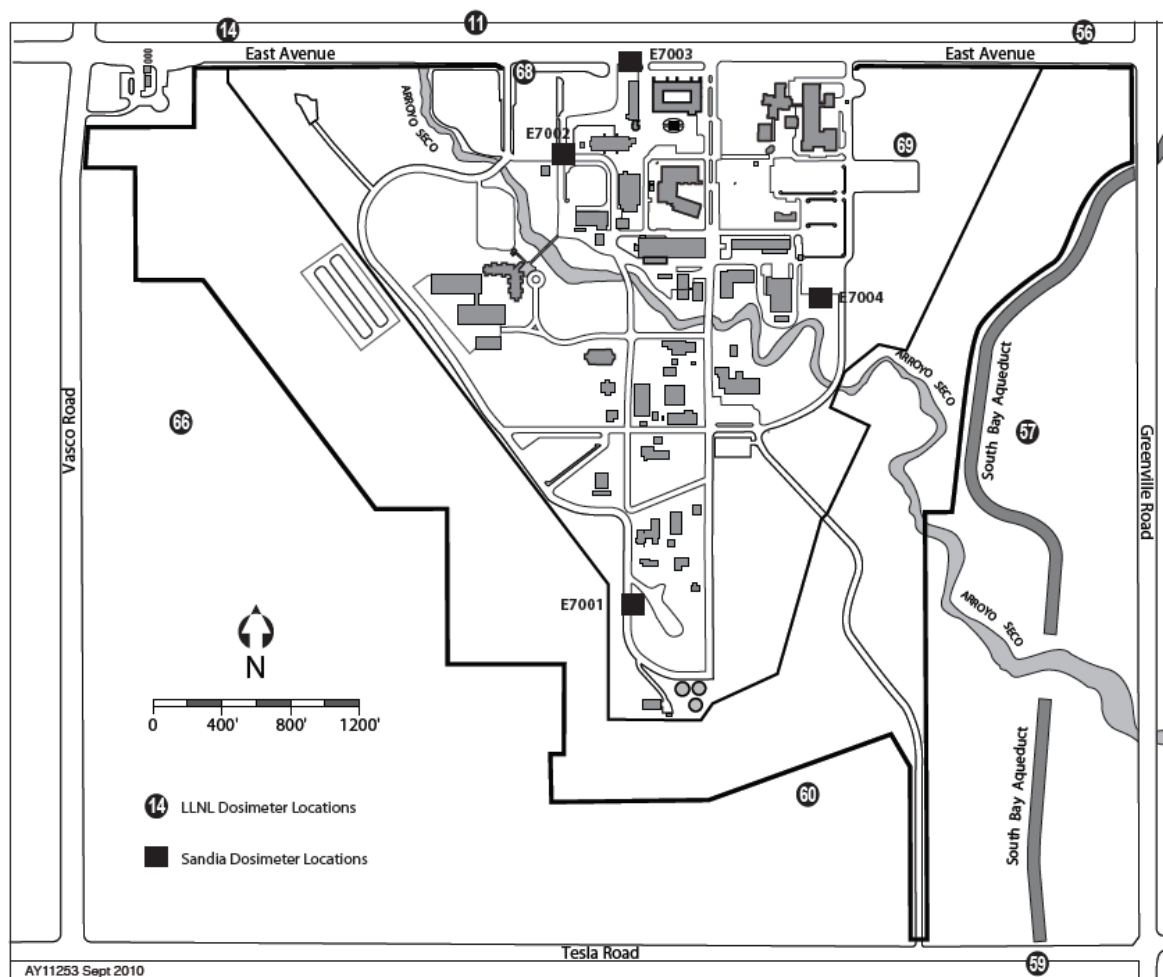 14
11
56
East Avenue
East Avenue
E7003
68
ARROYO SECO
E7002
69
E7004
ARROYO SECO
South Bay Aqueduct
57
Vasco Road
66
Greenville Road
E7001
ARROYO SECO
N
0 400' 800' 1200'
60
South Bay Aqueduct
14 LLNL Dosimeter Locations
Sandia Dosimeter Locations
Tesla Road
59
AY11253 Sept 2010